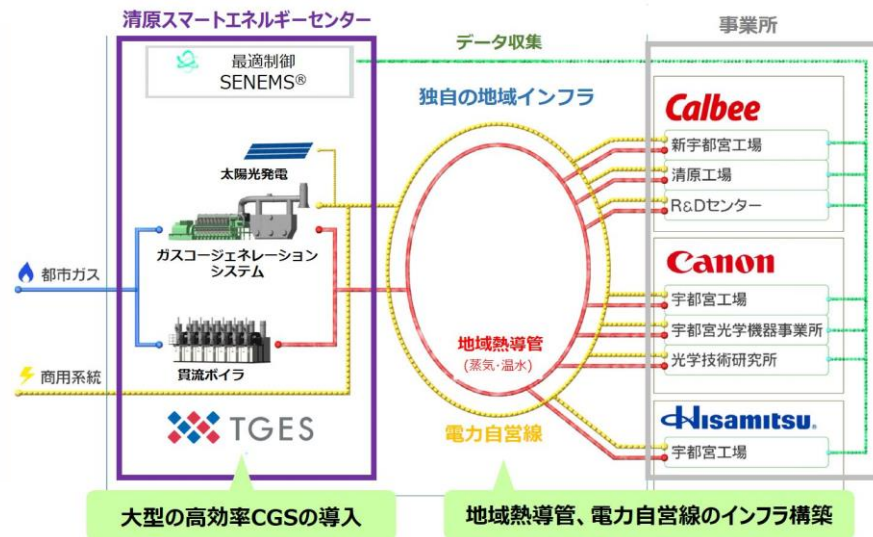 清原スマートエネルギーセンター
事業所
最適制御
SENEMS®
データ収集
独自の地域インフラ
太陽光発電
ガスコージェネレーション
システム
都市ガス
貫流ボイラ
商用系統
TGES
地域熱導管
(蒸気・温水)
電力自営線
Calbee
新宇都宮工場
清原工場
R&Dセンター
Canon
宇都宮工場
宇都宮光学機器事業所
光学技術研究所
Hisamitsu.
宇都宮工場
大型の高効率CGSの導入
地域熱導管、電力自営線のインフラ構築